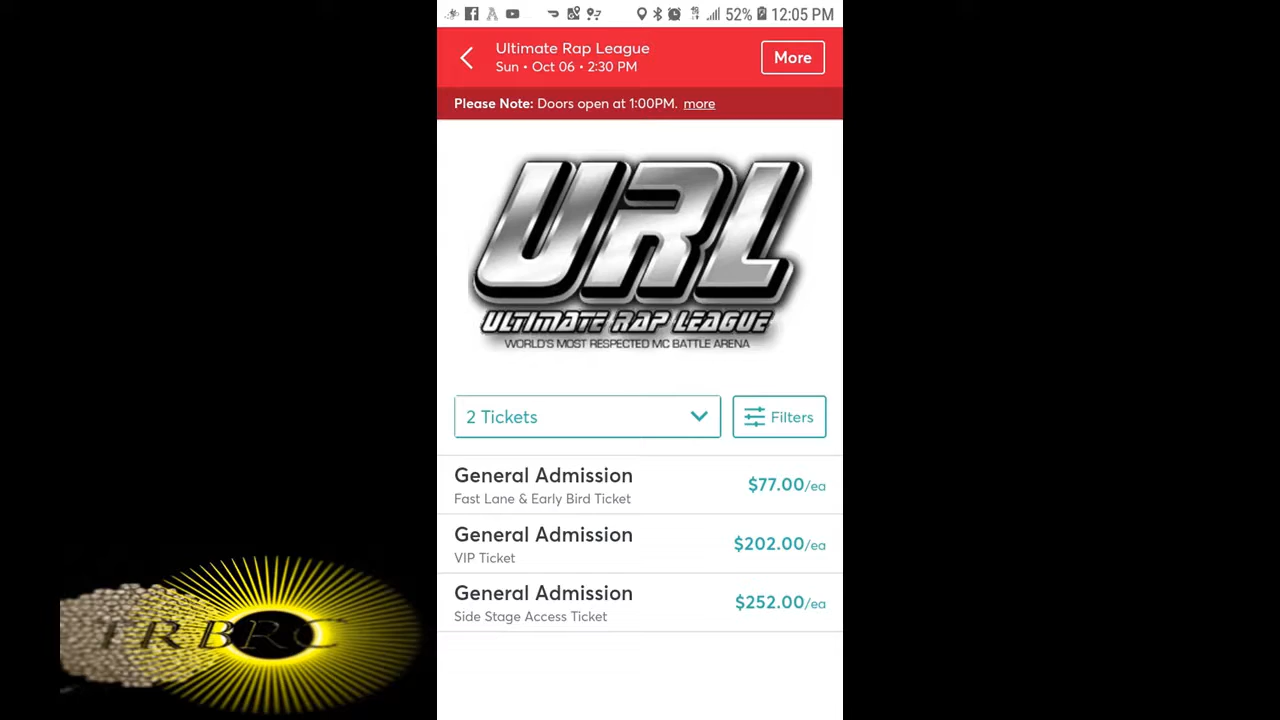 52% 12:05 PM
Ultimate Rap League
Sun • Oct 06 • 2:30 PM
More
Please Note: Doors open at 1:00PM. more
URL
ULTIMATE RAP LEAGUE
WORLD'S MOST RESPECTED MC BATTLE ARENA
2 Tickets
Filters
General Admission
$77.00/ea
Fast Lane & Early Bird Ticket
General Admission
$202.00/ea
VIP Ticket
General Admission
$252.00/ea
Side Stage Access Ticket
TRBRC